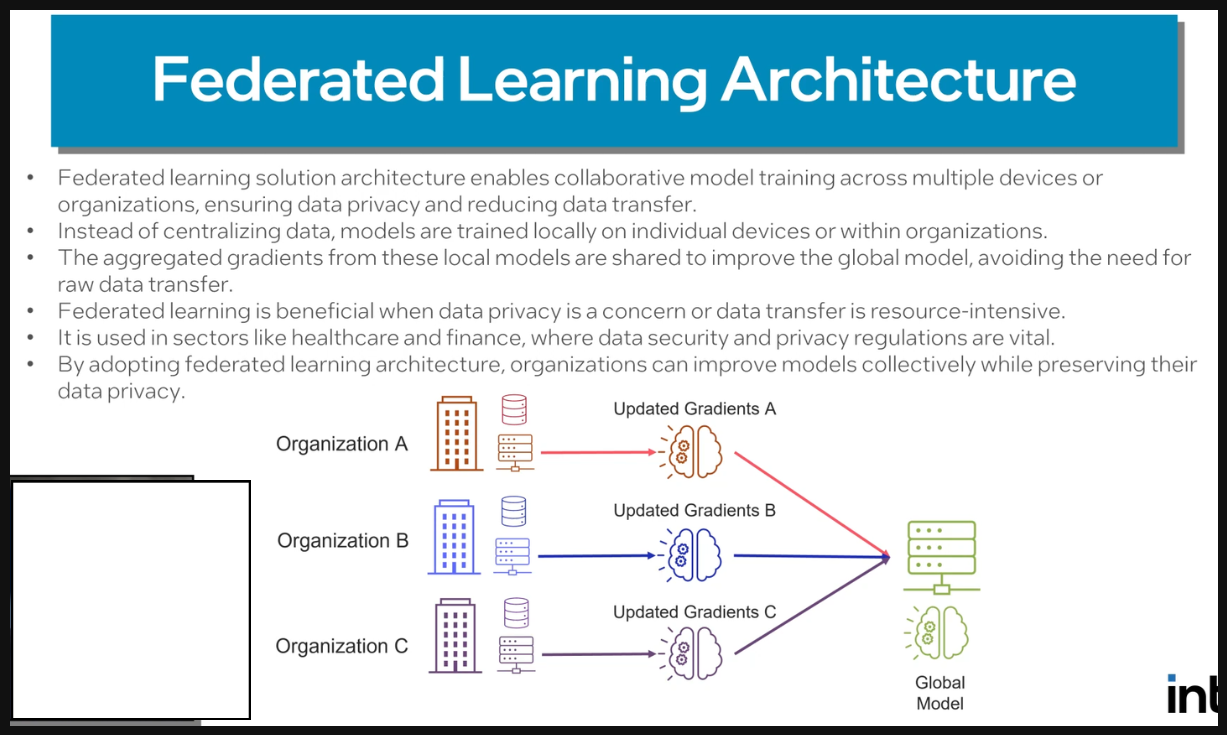 Federated Learning Architecture
• Federated learning solution architecture enables collaborative model training across multiple devices or
organizations, ensuring data privacy and reducing data transfer.
• Instead of centralizing data, models are trained locally on individual devices or within organizations.
• The aggregated gradients from these local models are shared to improve the global model, avoiding the need for
raw data transfer.
• Federated learning is beneficial when data privacy is a concern or data transfer is resource-intensive.
• It is used in sectors like healthcare and finance, where data security and privacy regulations are vital.
• By adopting federated learning architecture, organizations can improve models collectively while preserving their
data privacy.
Updated Gradients A
Organization A
Updated Gradients B
Organization B
Updated Gradients C
Organization C
Global
Model